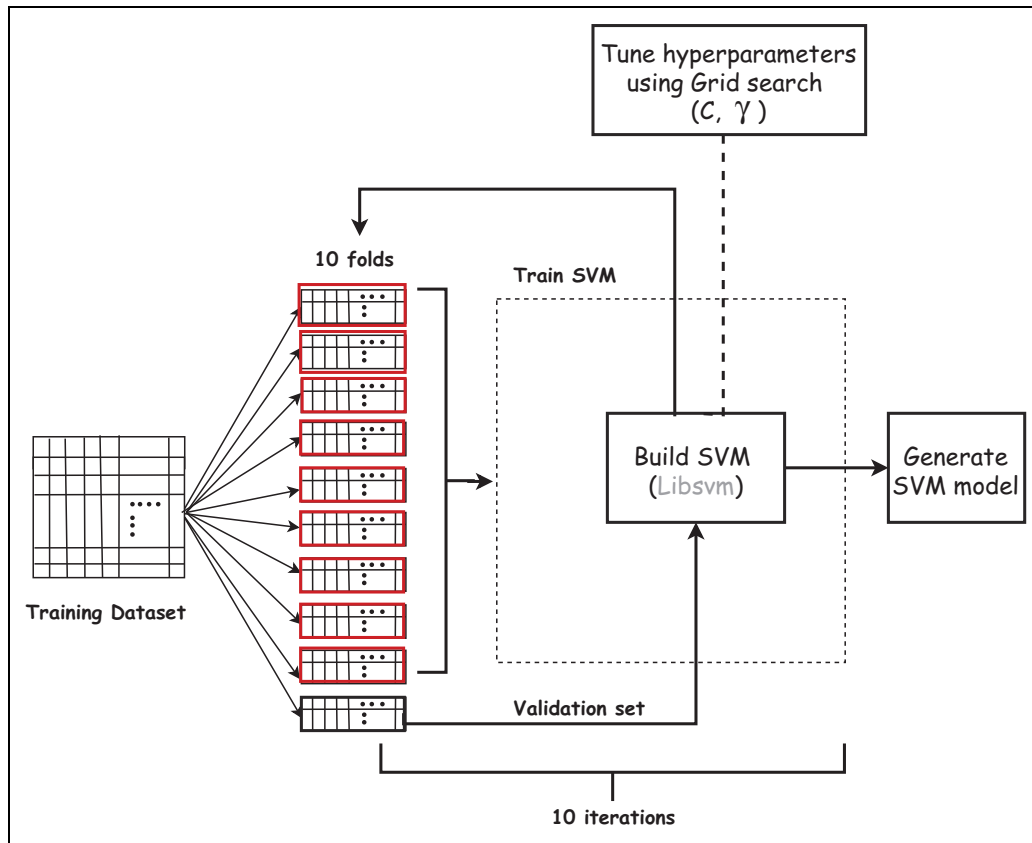 Tune hyperparameters
using Grid search
(C, γ )
10 folds
Train SVM
Build SVM
(Libsvm)
Generate
SVM model
Training Dataset
Validation set
10 iterations